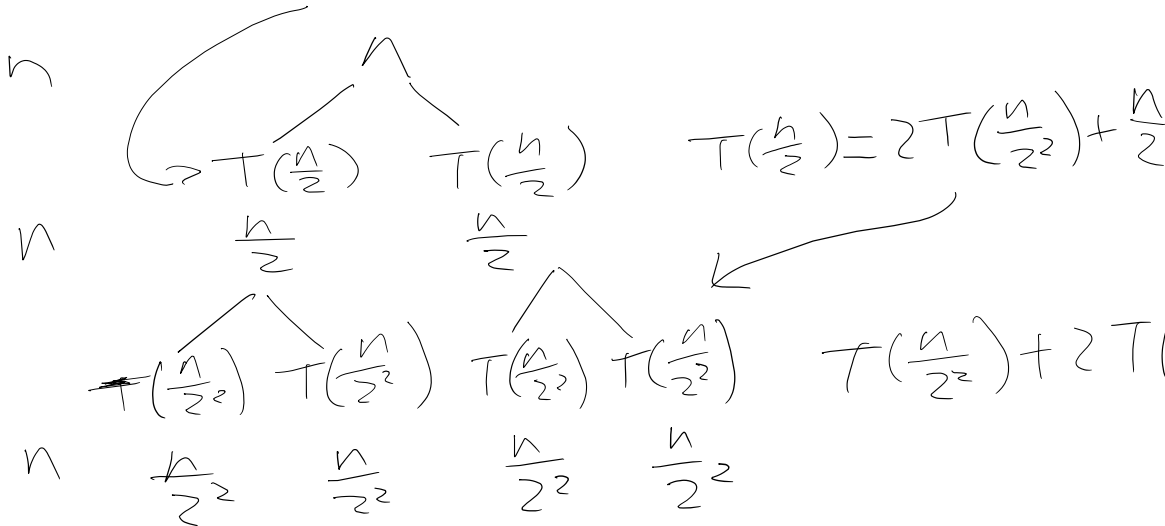 n n
T(n/2) T(n/2) T(n/2)=2T(n/2²)+n/2
n n/2 n/2
T(n/2²) T(n/2²) T(n/2²) T(n/2²) T(n/2²)+2T(
n n/2² n/2² n/2² n/2²